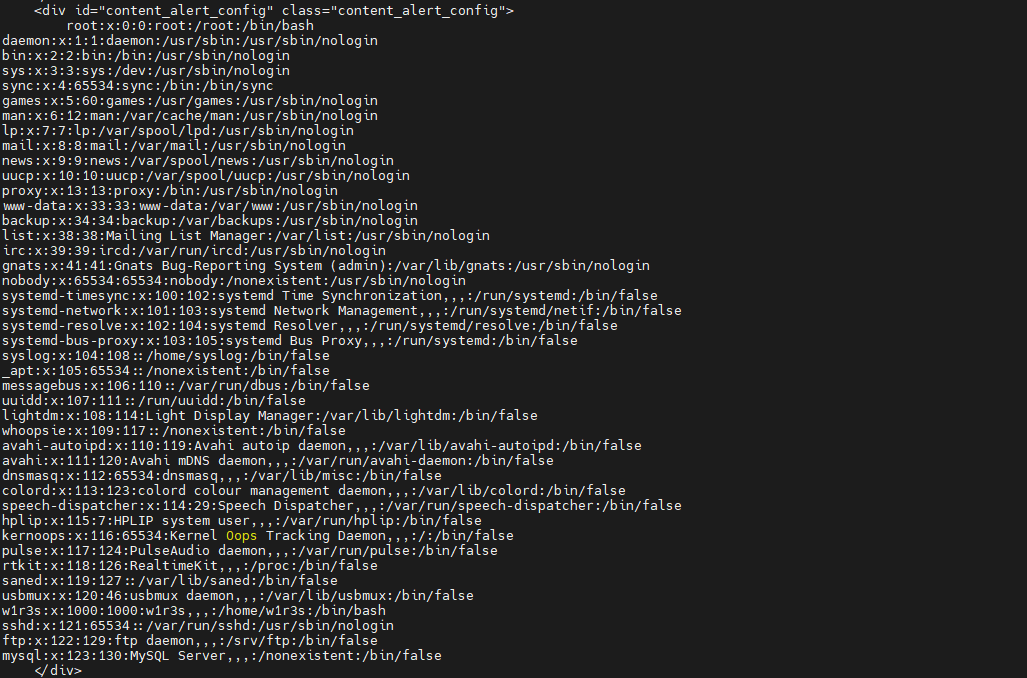 <div id="content_alert_config" class="content_alert_config">
root:x:0:0:root:/root:/bin/bash
daemon:x:1:1:daemon:/usr/sbin:/usr/sbin/nologin
bin:x:2:2:bin:/bin:/usr/sbin/nologin
sys:x:3:3:sys:/dev:/usr/sbin/nologin
sync:x:4:65534:sync:/bin:/bin/sync
games:x:5:60:games:/usr/games:/usr/sbin/nologin
man:x:6:12:man:/var/cache/man:/usr/sbin/nologin
lp:x:7:7:lp:/var/spool/lpd:/usr/sbin/nologin
mail:x:8:8:mail:/var/mail:/usr/sbin/nologin
news:x:9:9:news:/var/spool/news:/usr/sbin/nologin
uucp:x:10:10:uucp:/var/spool/uucp:/usr/sbin/nologin
proxy:x:13:13:proxy:/bin:/usr/sbin/nologin
www-data:x:33:33:www-data:/var/www:/usr/sbin/nologin
backup:x:34:34:backup:/var/backups:/usr/sbin/nologin
list:x:38:38:Mailing List Manager:/var/list:/usr/sbin/nologin
irc:x:39:39:ircd:/var/run/ircd:/usr/sbin/nologin
gnats:x:41:41:Gnats Bug-Reporting System (admin):/var/lib/gnats:/usr/sbin/nologin
nobody:x:65534:65534:nobody:/nonexistent:/usr/sbin/nologin
systemd-timesync:x:100:102:systemd Time Synchronization,,,:/run/systemd:/bin/false
systemd-network:x:101:103:systemd Network Management,,,:/run/systemd/netif:/bin/false
systemd-resolve:x:102:104:systemd Resolver,,,:/run/systemd/resolve:/bin/false
systemd-bus-proxy:x:103:105:systemd Bus Proxy,,,:/run/systemd:/bin/false
syslog:x:104:108::/home/syslog:/bin/false
_apt:x:105:65534::/nonexistent:/bin/false
messagebus:x:106:110::/var/run/dbus:/bin/false
uuidd:x:107:111::/run/uuidd:/bin/false
lightdm:x:108:114:Light Display Manager:/var/lib/lightdm:/bin/false
whoopsie:x:109:117::/nonexistent:/bin/false
avahi-autoipd:x:110:119:Avahi autoip daemon,,,:/var/lib/avahi-autoipd:/bin/false
avahi:x:111:120:Avahi mDNS daemon,,,:/var/run/avahi-daemon:/bin/false
dnsmasq:x:112:65534:dnsmasq,,,:/var/lib/misc:/bin/false
colord:x:113:123:colord colour management daemon,,,:/var/lib/colord:/bin/false
speech-dispatcher:x:114:29:Speech Dispatcher,,,:/var/run/speech-dispatcher:/bin/false
hplip:x:115:7:HPLIP system user,,,:/var/run/hplip:/bin/false
kernoops:x:116:65534:Kernel Oops Tracking Daemon,,,:/:/bin/false
pulse:x:117:124:PulseAudio daemon,,,:/var/run/pulse:/bin/false
rtkit:x:118:126:RealtimeKit,,,:/proc:/bin/false
saned:x:119:127::/var/lib/saned:/bin/false
usbmux:x:120:46:usbmux daemon,,,:/var/lib/usbmux:/bin/false
w1r3s:x:1000:1000:w1r3s,,,:/home/w1r3s:/bin/bash
sshd:x:121:65534::/var/run/sshd:/usr/sbin/nologin
ftp:x:122:129:ftp daemon,,,:/srv/ftp:/bin/false
mysql:x:123:130:MySQL Server,,,:/nonexistent:/bin/false
</div>